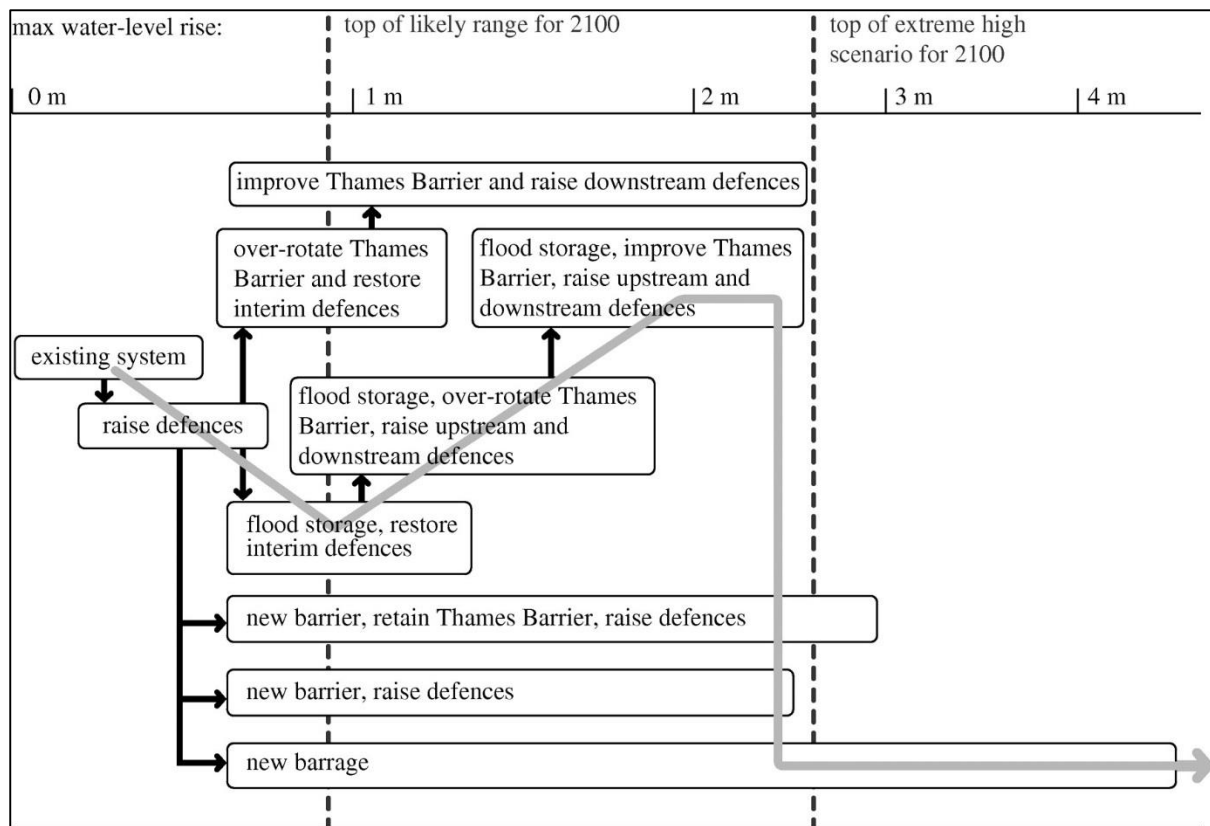 max water-level rise:
top of likely range for 2100
top of extreme high
scenario for 2100
0 m
1 m
2 m
3 m
4 m
improve Thames Barrier and raise downstream defences
over-rotate Thames
Barrier and restore
interim defences
flood storage, improve Thames
Barrier, raise upstream and
downstream defences
existing system
raise defences
flood storage, over-rotate Thames
Barrier, raise upstream and
downstream defences
flood storage, restore
interim defences
new barrier, retain Thames Barrier, raise defences
new barrier, raise defences
new barrage